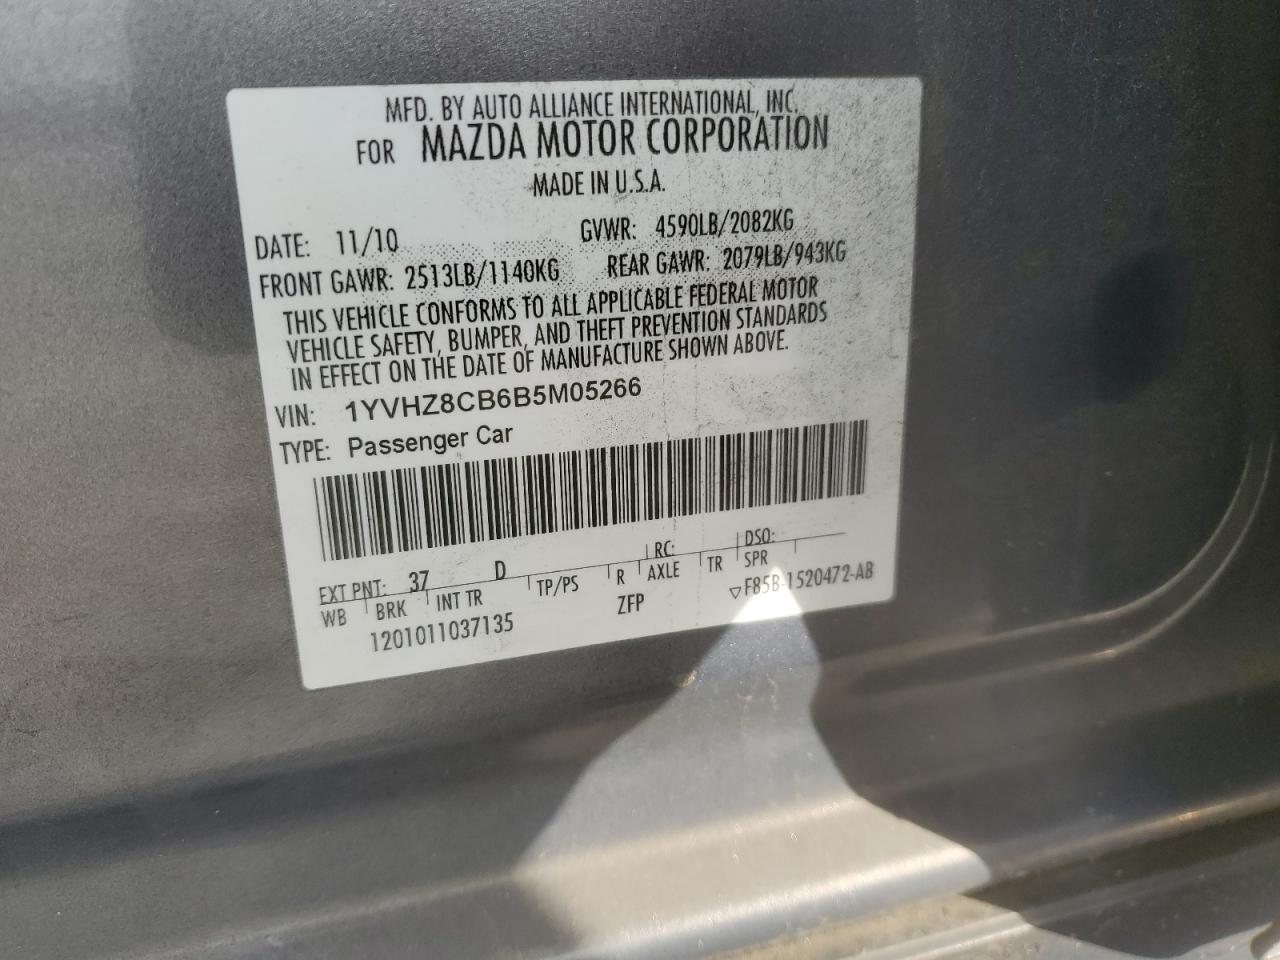 MFD. BY AUTO ALLIANCE INTERNATIONAL, INC.
FOR MAZDA MOTOR CORPORATION
MADE IN U.S.A.
DATE: 11/10 GVWR: 4590LB/2082KG
FRONT GAWR: 2513LB/1140KG REAR GAWR: 2079LB/943KG
THIS VEHICLE CONFORMS TO ALL APPLICABLE FEDERAL MOTOR
VEHICLE SAFETY, BUMPER, AND THEFT PREVENTION STANDARDS
IN EFFECT ON THE DATE OF MANUFACTURE SHOWN ABOVE.
VIN: 1YVHZ8CB6B5M05266
TYPE: Passenger Car
EXT PNT: 37 D RC: DSO:
WB BRK INT TR TP/PS R AXLE TR SPR
1201011037135 ZFP ▽F85B-1520472-AB